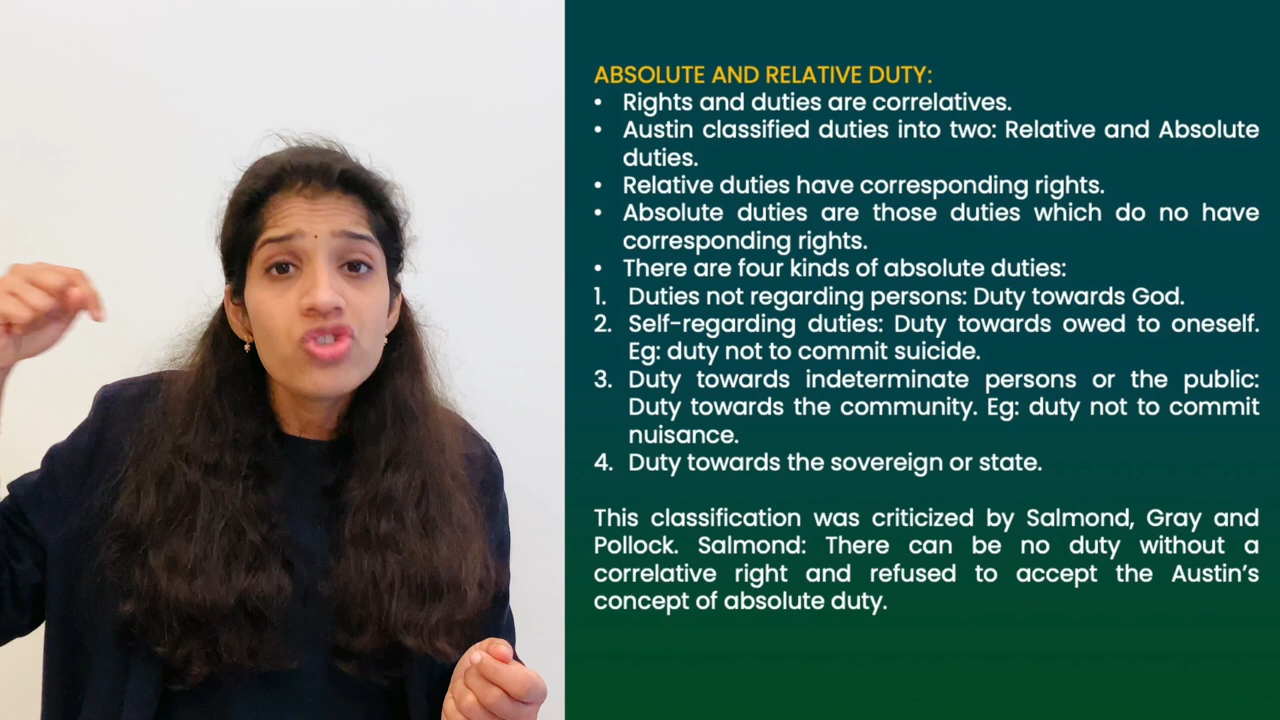 ABSOLUTE AND RELATIVE DUTY:
• Rights and duties are correlatives.
• Austin classified duties into two: Relative and Absolute
duties.
• Relative duties have corresponding rights.
• Absolute duties are those duties which do no have
corresponding rights.
• There are four kinds of absolute duties:
1. Duties not regarding persons: Duty towards God.
2. Self-regarding duties: Duty towards owed to oneself.
Eg: duty not to commit suicide.
3. Duty towards indeterminate persons or the public:
Duty towards the community. Eg: duty not to commit
nuisance.
4. Duty towards the sovereign or state.
This classification was criticized by Salmond, Gray and
Pollock. Salmond: There can be no duty without a
correlative right and refused to accept the Austin's
concept of absolute duty.